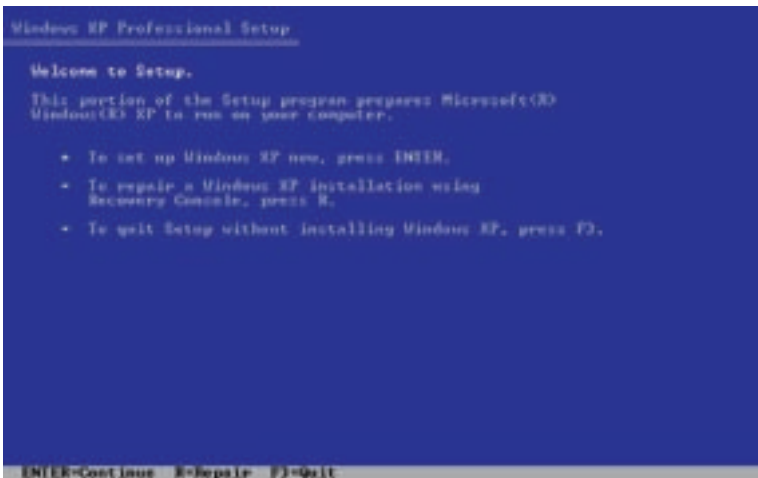 Windows XP Professional Setup
Welcome to Setup.
This portion of the Setup program prepares Microsoft(R)
Windows(R) XP to run on your computer.
• To set up Windows XP now, press ENTER.
• To repair a Windows XP installation using
Recovery Console, press R.
• To quit Setup without installing Windows XP, press F3.
ENTER=Continue R=Repair F3=Quit